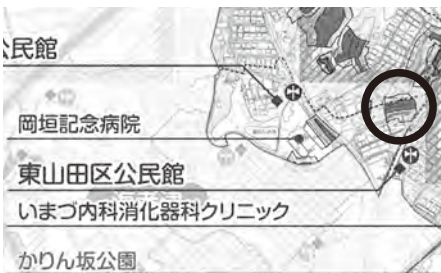 公民館
岡垣記念病院
東山田区公民館
いまづ内科消化器科クリニック
かりん坂公園